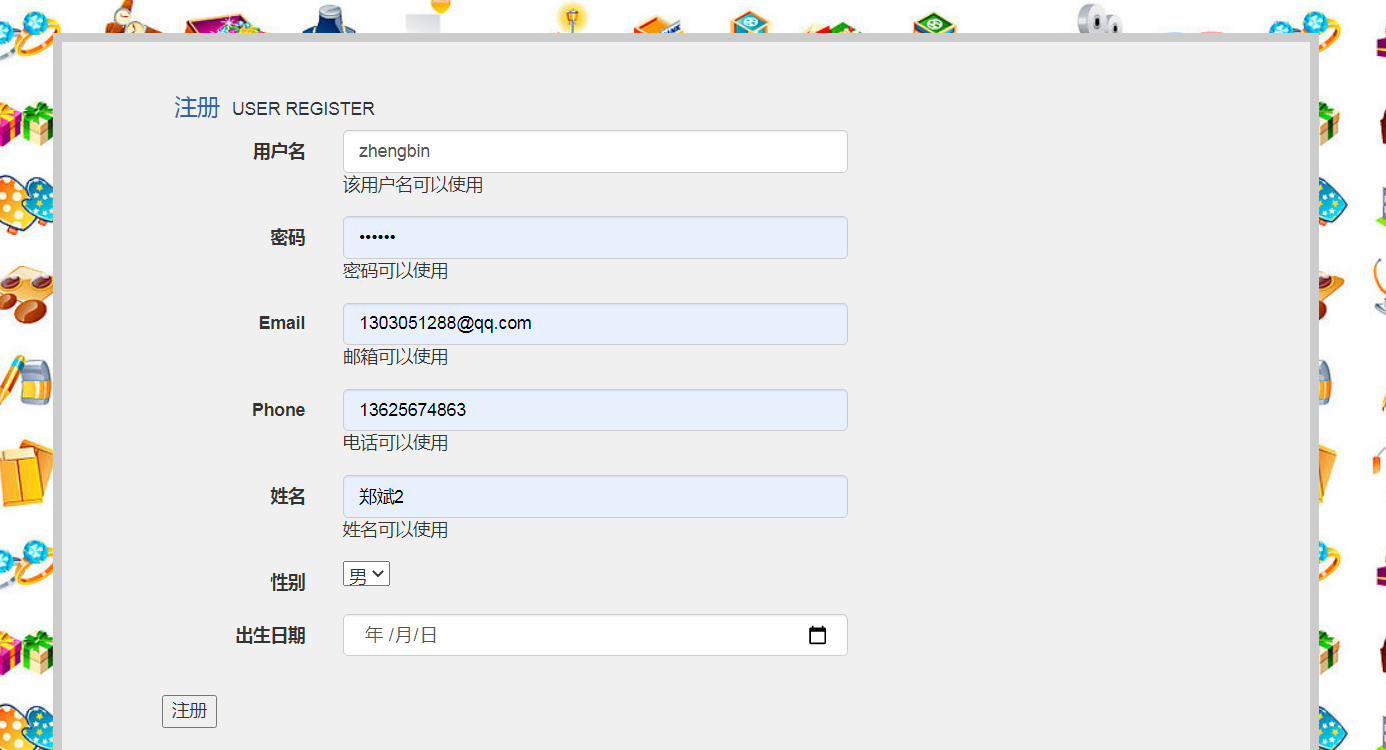 注册 USER REGISTER
用户名 zhengbin
该用户名可以使用
密码 ••••••
密码可以使用
Email 1303051288@qq.com
邮箱可以使用
Phone 13625674863
电话可以使用
姓名 郑斌2
姓名可以使用
性别 男
出生日期 年 /月/日
注册